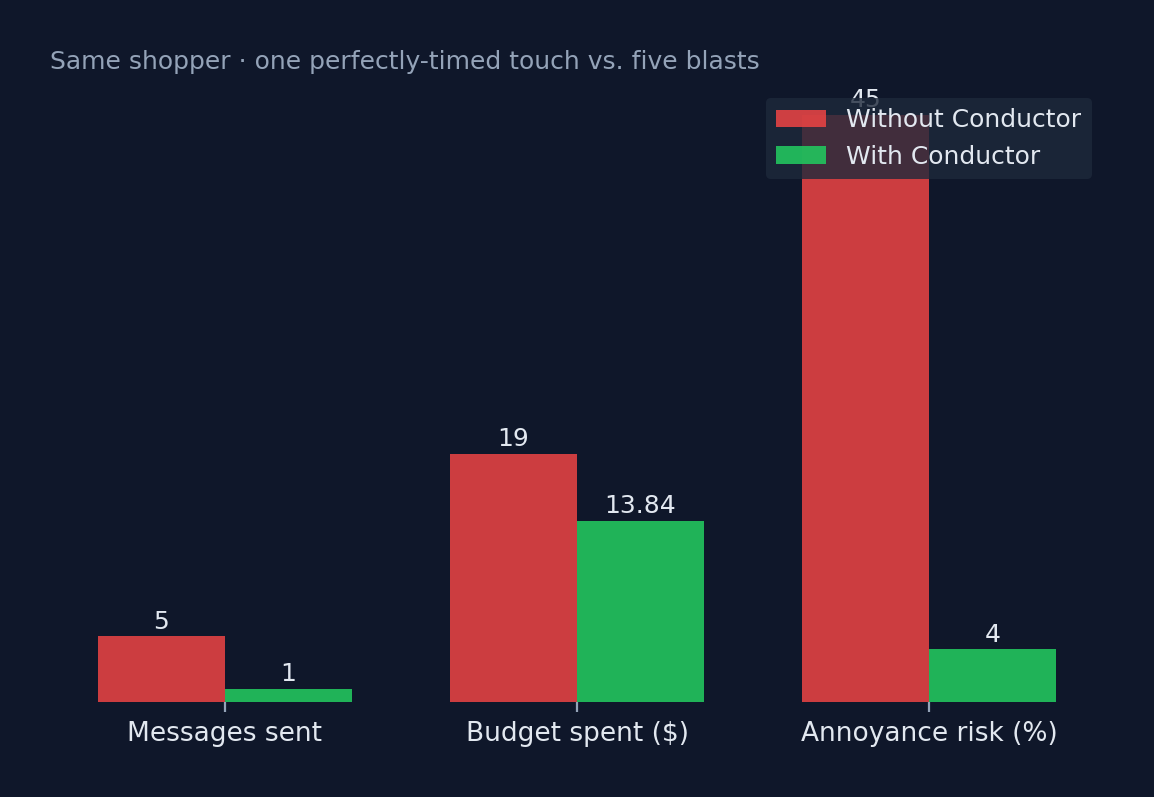 Same shopper · one perfectly-timed touch vs. five blasts
45
Without Conductor
With Conductor
19
13.84
5
1
4
Messages sent
Budget spent ($)
Annoyance risk (%)